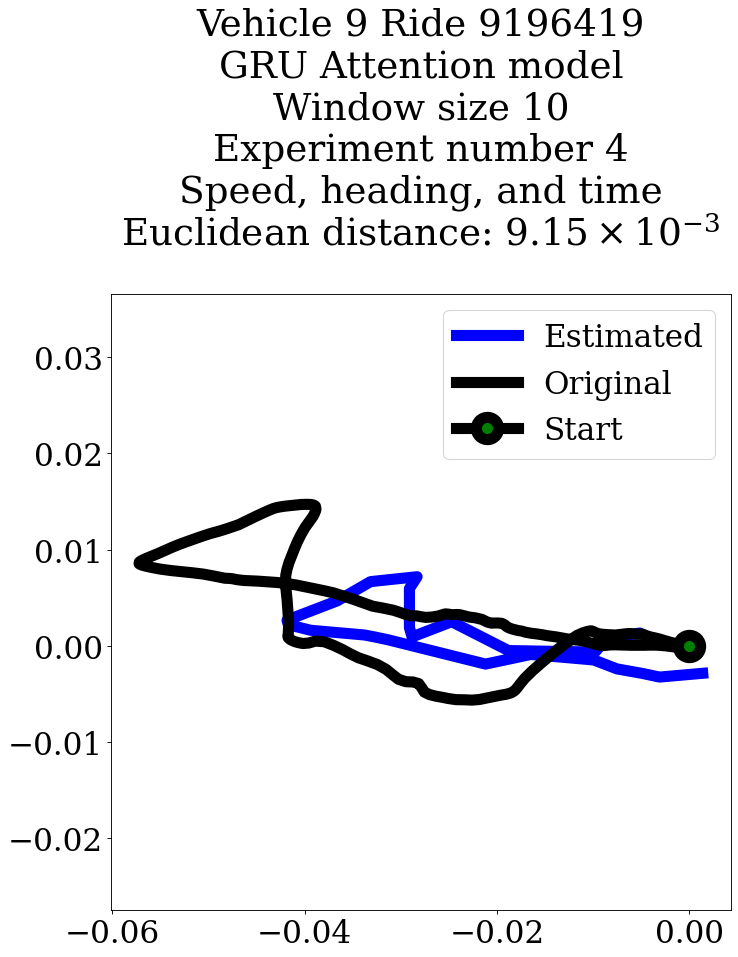 Vehicle 9 Ride 9196419
GRU Attention model
Window size 10
Experiment number 4
Speed, heading, and time
Euclidean distance: 9.15 × 10⁻³
Estimated
Original
Start
0.03
0.02
0.01
0.00
−0.01
−0.02
−0.06
−0.04
−0.02
0.00